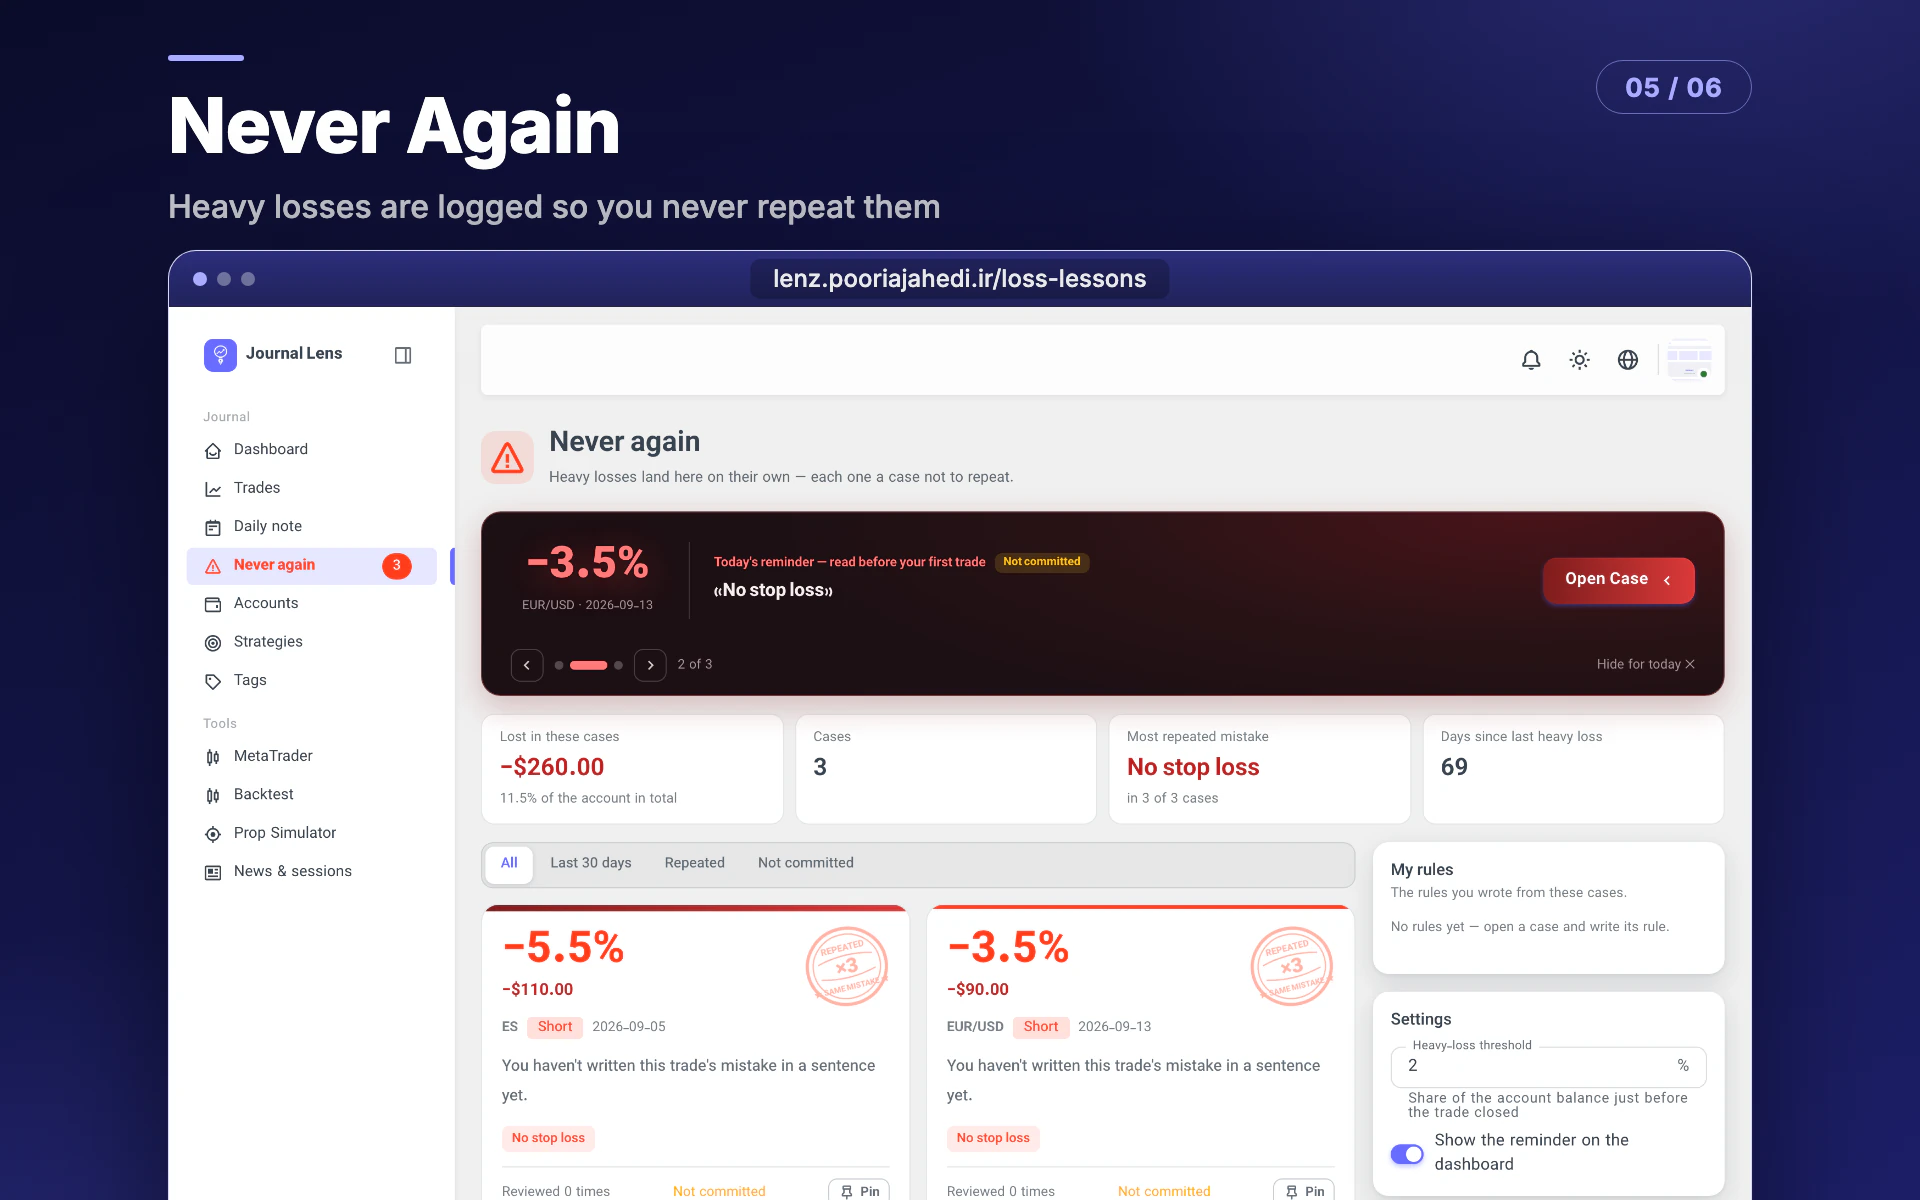 05 / 06
Never Again
Heavy losses are logged so you never repeat them
lenz.pooriajahedi.ir/loss-lessons
Journal Lens
Journal
Dashboard
Trades
Daily note
Never again
3
Accounts
Strategies
Tags
Tools
MetaTrader
Backtest
Prop Simulator
News & sessions
Never again
Heavy losses land here on their own — each one a case not to repeat.
−3.5%
EUR/USD · 2026-09-13
Today's reminder — read before your first trade
Not committed
«No stop loss»
Open Case
2 of 3
Hide for today
Lost in these cases
−$260.00
11.5% of the account in total
Cases
3
Most repeated mistake
No stop loss
in 3 of 3 cases
Days since last heavy loss
69
All
Last 30 days
Repeated
Not committed
−5.5%
−$110.00
REPEATED
×3
SAME MISTAKE
ES
Short
2026-09-05
You haven't written this trade's mistake in a sentence
yet.
No stop loss
Reviewed 0 times
Not committed
Pin
−3.5%
−$90.00
REPEATED
×3
SAME MISTAKE
EUR/USD
Short
2026-09-13
You haven't written this trade's mistake in a sentence
yet.
No stop loss
Reviewed 0 times
Not committed
Pin
My rules
The rules you wrote from these cases.
No rules yet — open a case and write its rule.
Settings
Heavy-loss threshold
2
%
Share of the account balance just before
the trade closed
Show the reminder on the
dashboard